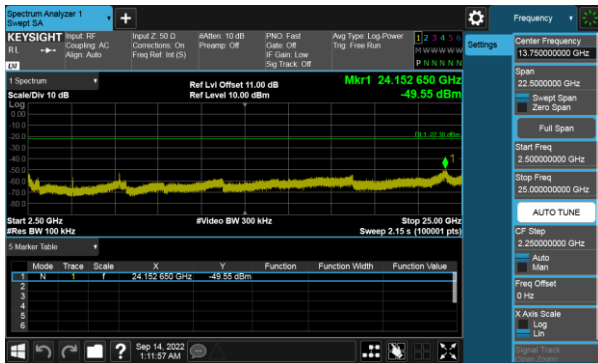 Spectrum Analyzer 1
Swept SA
+
Frequency
KEYSIGHT
RL
Input: RF
Coupling: AC
Align: Auto
Input Z: 50 Ω
Corrections: On
Freq Ref: Int (S)
#Atten: 10 dB
Preamp: Off
PNO: Fast
Gate: Off
IF Gain: Low
Sig Track: Off
Avg Type: Log-Power
Trig: Free Run
1 2 3 4 5 6
M W W W W W
P N N N N N
Settings
Center Frequency
13.750000000 GHz
Span
22.5000000 GHz
Swept Span
Zero Span
Full Span
Start Freq
2.500000000 GHz
Stop Freq
25.000000000 GHz
AUTO TUNE
CF Step
2.250000000 GHz
Auto
Man
Freq Offset
0 Hz
X Axis Scale
Log
Lin
Signal Track
(Span Zoom)
1 Spectrum
Scale/Div 10 dB
Ref Lvl Offset 11.00 dB
Ref Level 10.00 dBm
Mkr1 24.152 650 GHz
-49.55 dBm
Log
0.00
-10.0
-20.0
DL1 -22.30 dBm
-30.0
-40.0
1
-50.0
-60.0
-70.0
-80.0
Start 2.50 GHz
#Res BW 100 kHz
#Video BW 300 kHz
Stop 25.00 GHz
Sweep 2.15 s (100001 pts)
5 Marker Table
Mode Trace Scale X Y Function Function Width Function Value
1 N 1 f 24.152 650 GHz -49.55 dBm
2
3
4
5
6
?
Sep 14, 2022
1:11:57 AM